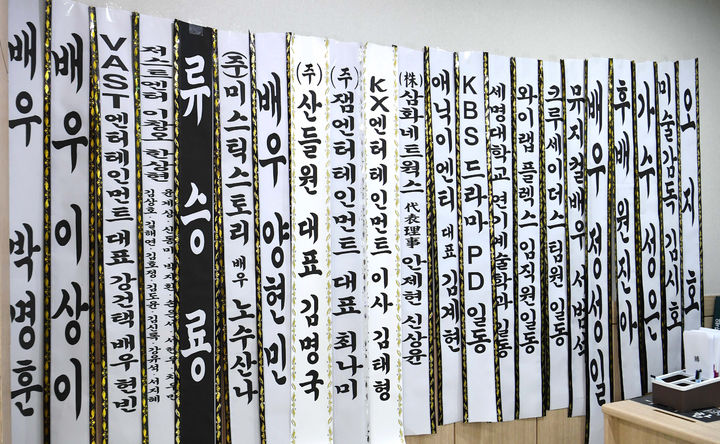 배우 박명훈
배우 이상이
VAST엔터테인먼트 대표 강건택 배우 현빈
저스트엔터
류승룡
(주)미스틱스토리 배우 노수산나
배우 양현민
(주)산들원 대표 김명국
(주)잼엔터테인먼트 대표 최나미
KX엔터테인먼트 이사 김태형
(株)삼화네트웍스 代表理事 안제현 신상윤
애닉이엔티 대표 김계현
KBS 드라마 PD 일동
세명대학교 연기예술학과 일동
와이랩 플렉스 임직원일동
크루세이더스팀원 일동
뮤지컬배우 서범석
배우 정성일
후배 원진아
가수 성은
미술감독 김시호
오지호